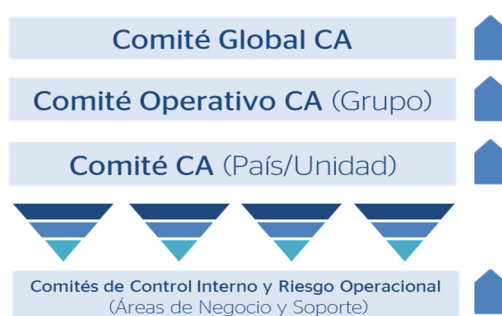 Comité Global CA
Comité Operativo CA (Grupo)
Comité CA (País/Unidad)
Comités de Control Interno y Riesgo Operacional
(Áreas de Negocio y Soporte)